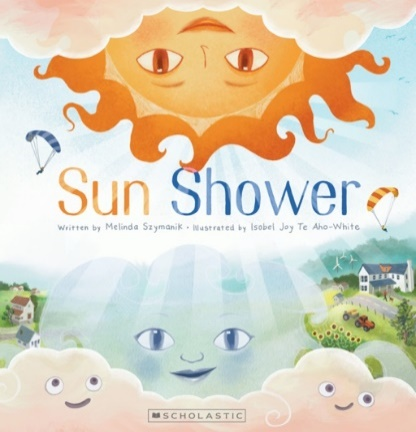 Sun Shower
Written by Melinda Szymanik • Illustrated by Isobel Joy Te Aho-White
SCHOLASTIC